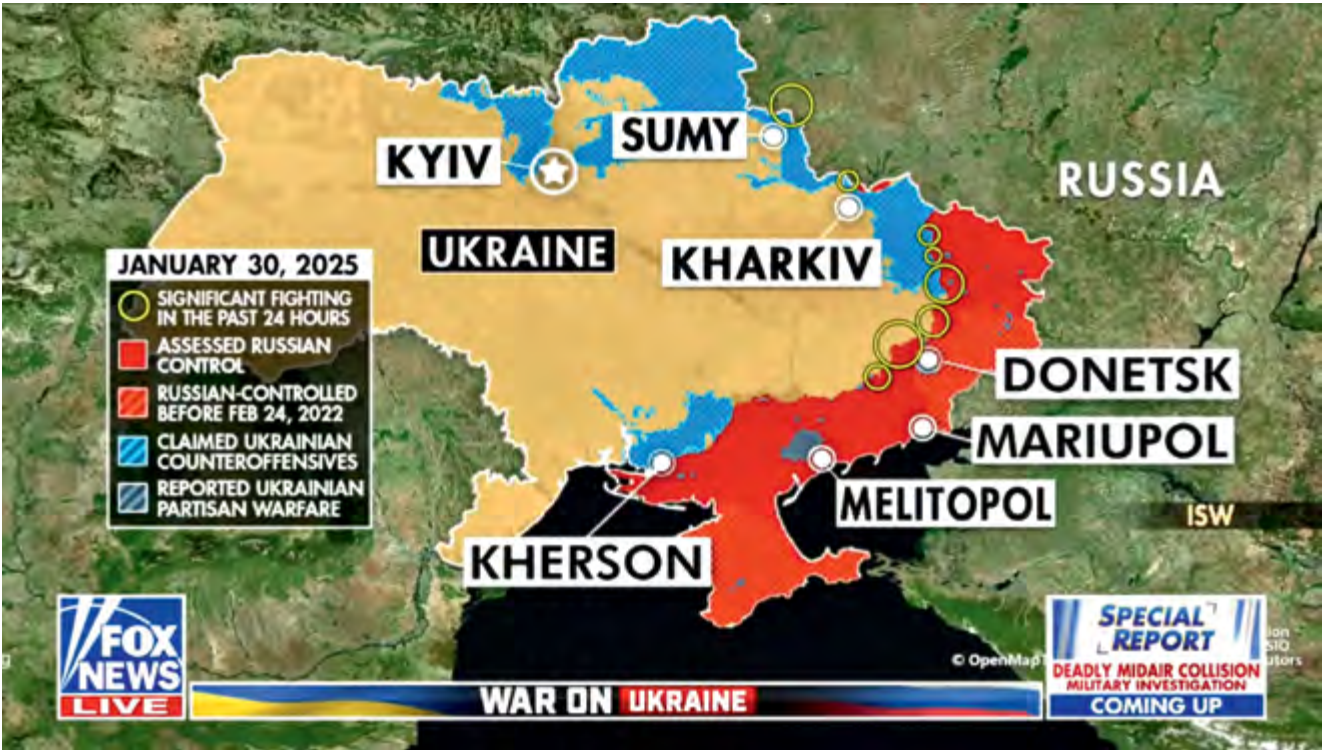 SUMY
KYIV
RUSSIA
UKRAINE
KHARKIV
JANUARY 30, 2025
SIGNIFICANT FIGHTING
IN THE PAST 24 HOURS
ASSESSED RUSSIAN
CONTROL
RUSSIAN-CONTROLLED
BEFORE FEB 24, 2022
CLAIMED UKRAINIAN
COUNTEROFFENSIVES
REPORTED UKRAINIAN
PARTISAN WARFARE
DONETSK
MARIUPOL
MELITOPOL
ISW
KHERSON
FOX
NEWS
LIVE
WAR ON UKRAINE
© OpenMapT
SPECIAL
REPORT
DEADLY MIDAIR COLLISION
MILITARY INVESTIGATION
COMING UP